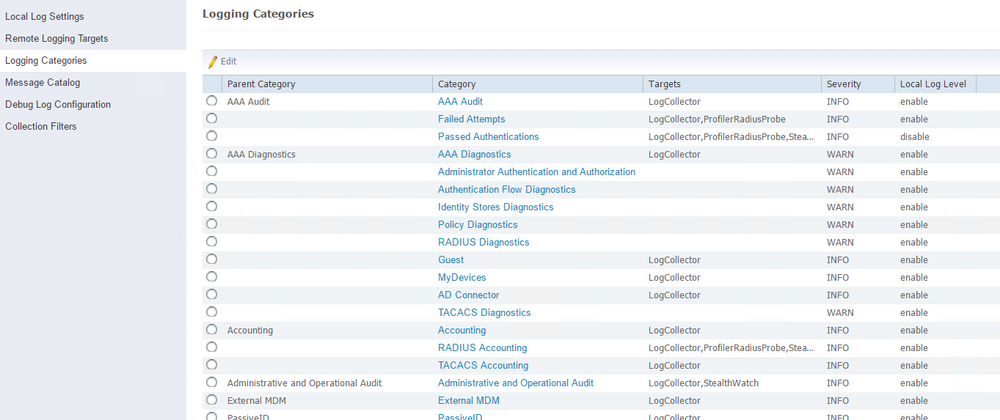 Local Log Settings
Remote Logging Targets
Logging Categories
Message Catalog
Debug Log Configuration
Collection Filters
Logging Categories
Edit
Parent Category Category Targets Severity Local Log Level
AAA Audit AAA Audit LogCollector INFO enable
Failed Attempts LogCollector,ProfilerRadiusProbe INFO enable
Passed Authentications LogCollector,ProfilerRadiusProbe,Stea... INFO disable
AAA Diagnostics AAA Diagnostics LogCollector WARN enable
Administrator Authentication and Authorization WARN enable
Authentication Flow Diagnostics WARN enable
Identity Stores Diagnostics WARN enable
Policy Diagnostics WARN enable
RADIUS Diagnostics WARN enable
Guest LogCollector INFO enable
MyDevices LogCollector INFO enable
AD Connector LogCollector INFO enable
TACACS Diagnostics WARN enable
Accounting Accounting LogCollector INFO enable
RADIUS Accounting LogCollector,ProfilerRadiusProbe,Stea... INFO enable
TACACS Accounting LogCollector INFO enable
Administrative and Operational Audit Administrative and Operational Audit LogCollector,StealthWatch INFO enable
External MDM External MDM LogCollector INFO enable
PassiveID PassiveID LogCollector INFO enable